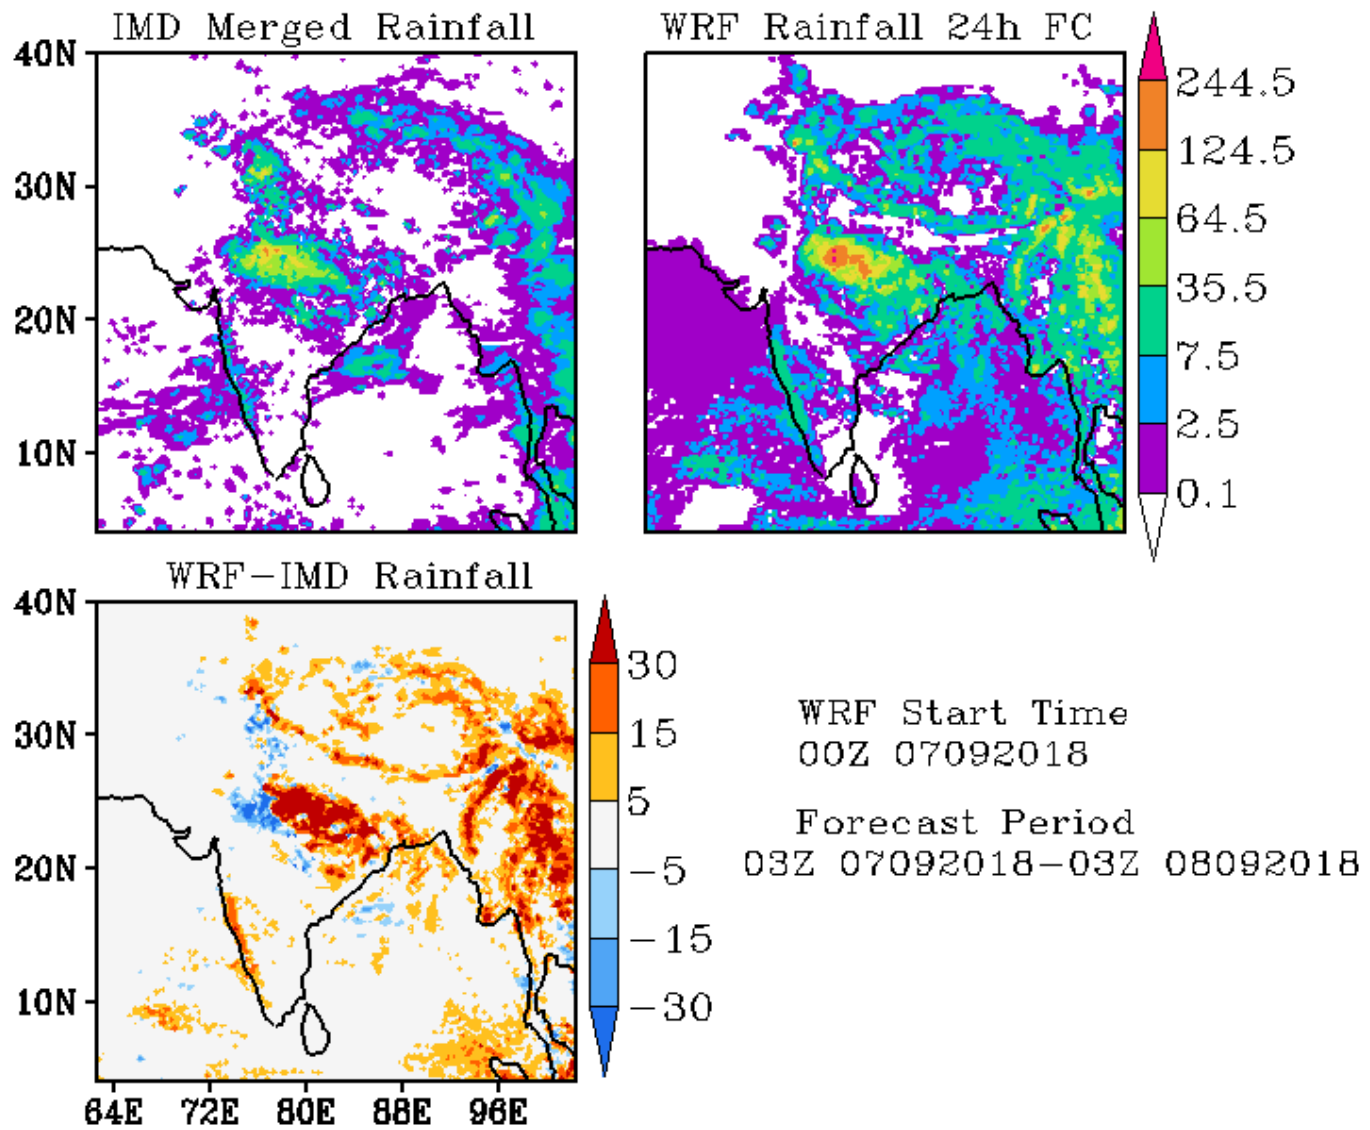 IMD Merged Rainfall
WRF Rainfall 24h FC
40N
30N
20N
10N
244.5
124.5
64.5
35.5
7.5
2.5
0.1
WRF-IMD Rainfall
40N
30N
20N
10N
64E 72E 80E 88E 96E
30
15
5
-5
-15
-30
WRF Start Time
00Z 07092018
Forecast Period
03Z 07092018-03Z 08092018